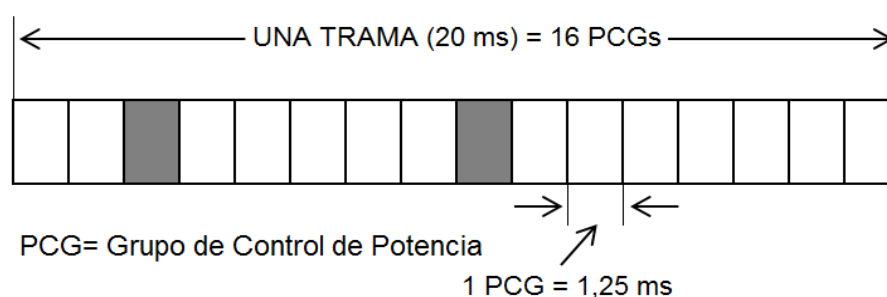 UNA TRAMA (20 ms) = 16 PCGs
PCG= Grupo de Control de Potencia
1 PCG = 1,25 ms